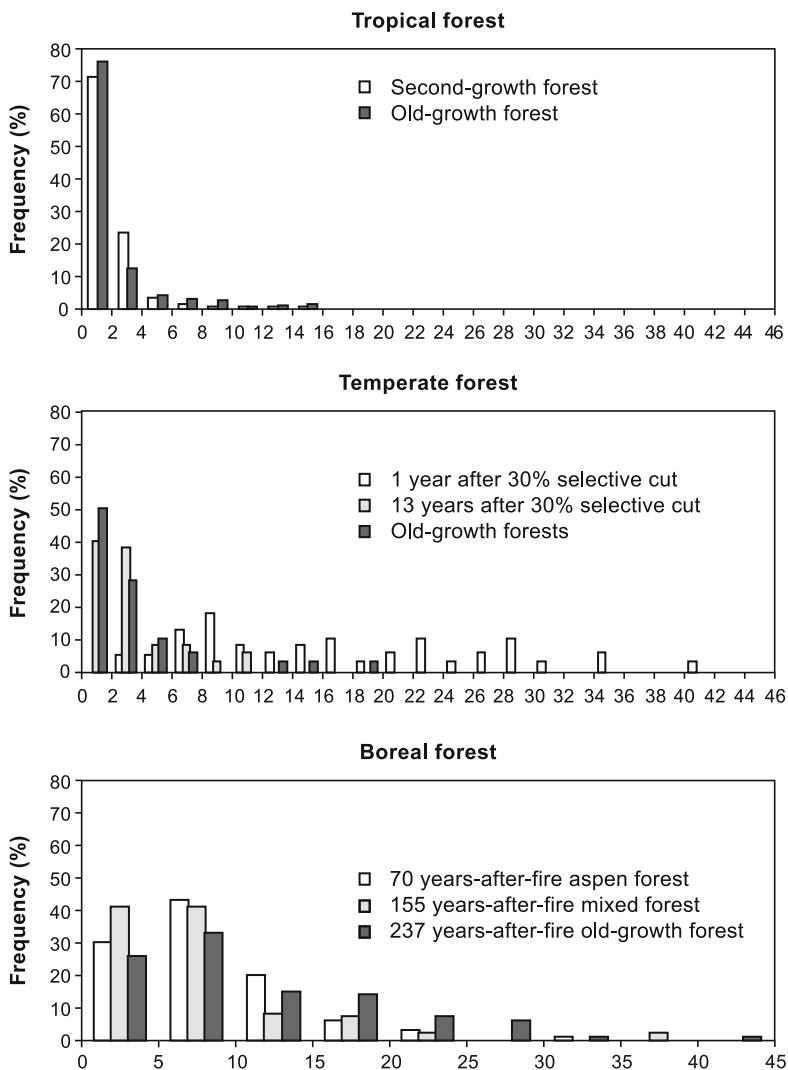 Tropical forest
80
70
60
50
40
30
20
10
0
Frequency (%)
Second-growth forest
Old-growth forest
0 2 4 6 8 10 12 14 16 18 20 22 24 26 28 30 32 34 36 38 40 42 44 46
Temperate forest
80
70
60
50
40
30
20
10
0
Frequency (%)
1 year after 30% selective cut
13 years after 30% selective cut
Old-growth forests
0 2 4 6 8 10 12 14 16 18 20 22 24 26 28 30 32 34 36 38 40 42 44 46
Boreal forest
80
70
60
50
40
30
20
10
0
Frequency (%)
70 years-after-fire aspen forest
155 years-after-fire mixed forest
237 years-after-fire old-growth forest
0 5 10 15 20 25 30 35 40 45